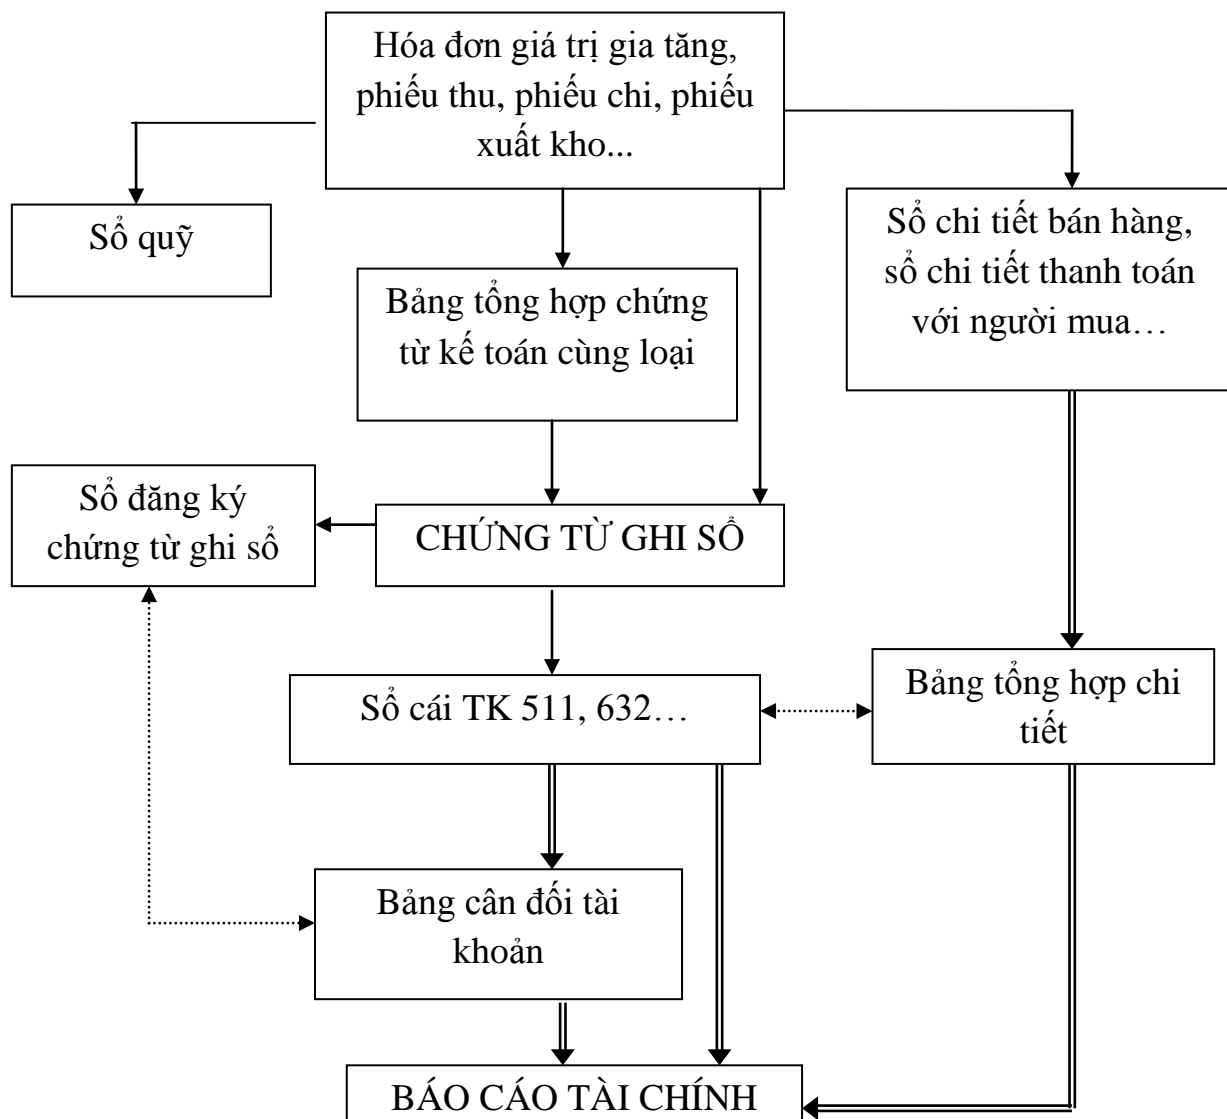 Hóa đơn giá trị gia tăng,
phiếu thu, phiếu chi, phiếu
xuất kho...
Sổ quỹ
Sổ chi tiết bán hàng,
sổ chi tiết thanh toán
với người mua…
Bảng tổng hợp chứng
từ kế toán cùng loại
Sổ đăng ký
chứng từ ghi sổ
CHỨNG TỪ GHI SỔ
Sổ cái TK 511, 632…
Bảng tổng hợp chi
tiết
Bảng cân đối tài
khoản
BÁO CÁO TÀI CHÍNH